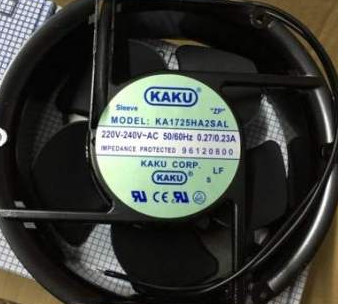 KAKU
Sleeve "ZP"
MODEL: KA1725HA2SAL
220V-240V~AC 50/60Hz 0.27/0.23A
IMPEDANCE PROTECTED 96120800
KAKU CORP. LF
KAKU S
CE